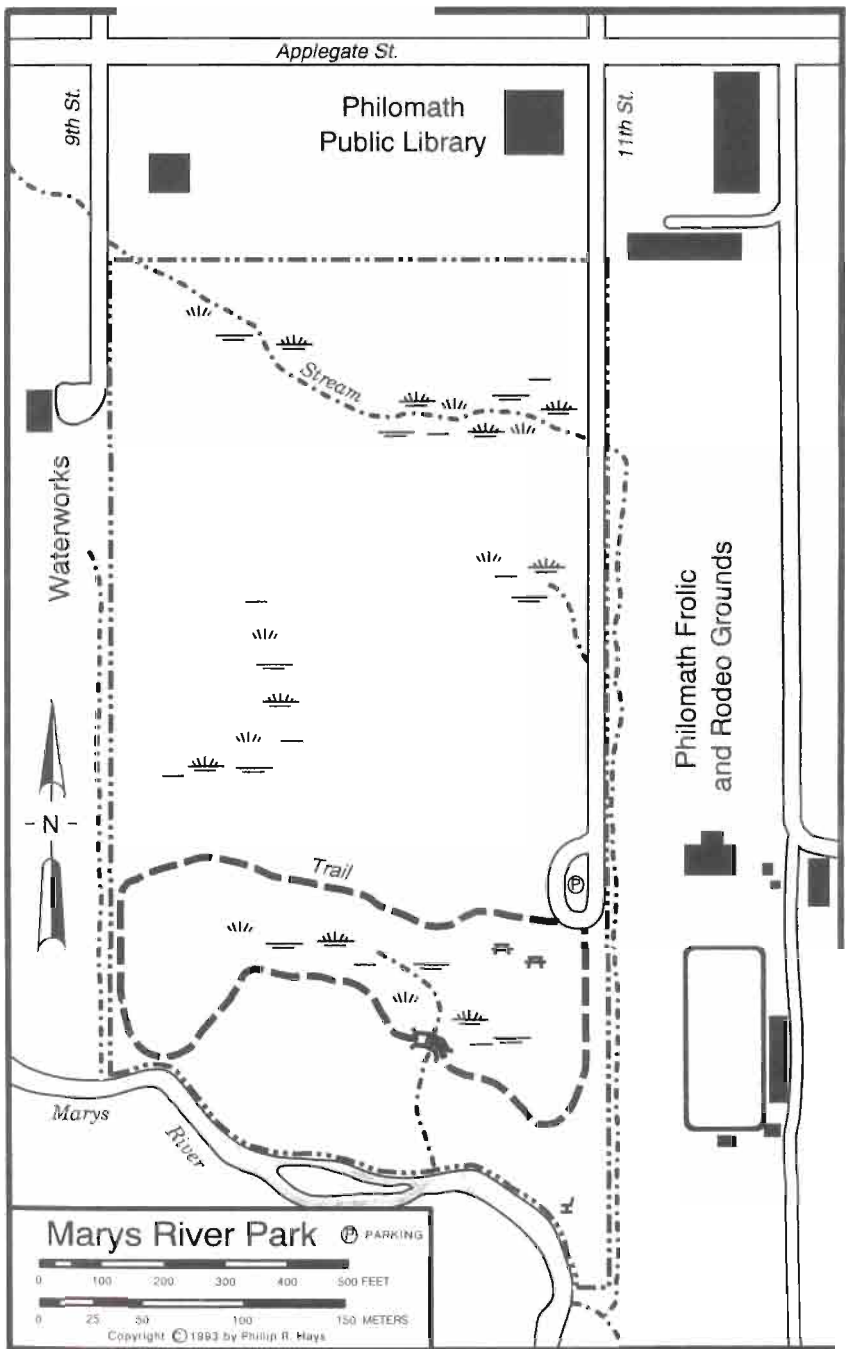 Applegate St.
9th St.
Philomath
Public Library
11th St.
Stream
Waterworks
Philomath Frolic
and Rodeo Grounds
- N -
Trail
P
Marys
River
Marys River Park P PARKING
0 100 200 300 400 500 FEET
0 25 50 100 150 METERS
Copyright © 1993 by Phillip R. Hays